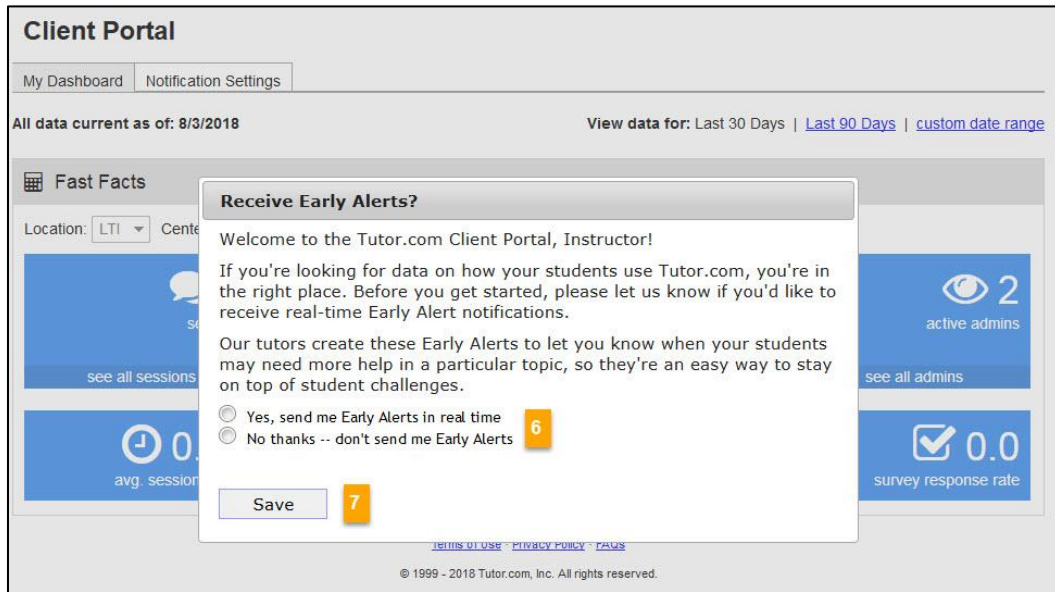 Client Portal
My Dashboard Notification Settings
All data current as of: 8/3/2018 View data for: Last 30 Days | Last 90 Days | custom date range
Fast Facts
Receive Early Alerts?
Location: LTI
Welcome to the Tutor.com Client Portal, Instructor!
If you're looking for data on how your students use Tutor.com, you're in
the right place. Before you get started, please let us know if you'd like to
receive real-time Early Alert notifications.
Our tutors create these Early Alerts to let you know when your students
may need more help in a particular topic, so they're an easy way to stay
on top of student challenges.
Yes, send me Early Alerts in real time
No thanks -- don't send me Early Alerts
6
Save
7
2
active admins
see all sessions
see all admins
0.
avg. session
0.0
survey response rate
Terms of Use - Privacy Policy - FAQs
© 1999 - 2018 Tutor.com, Inc. All rights reserved.